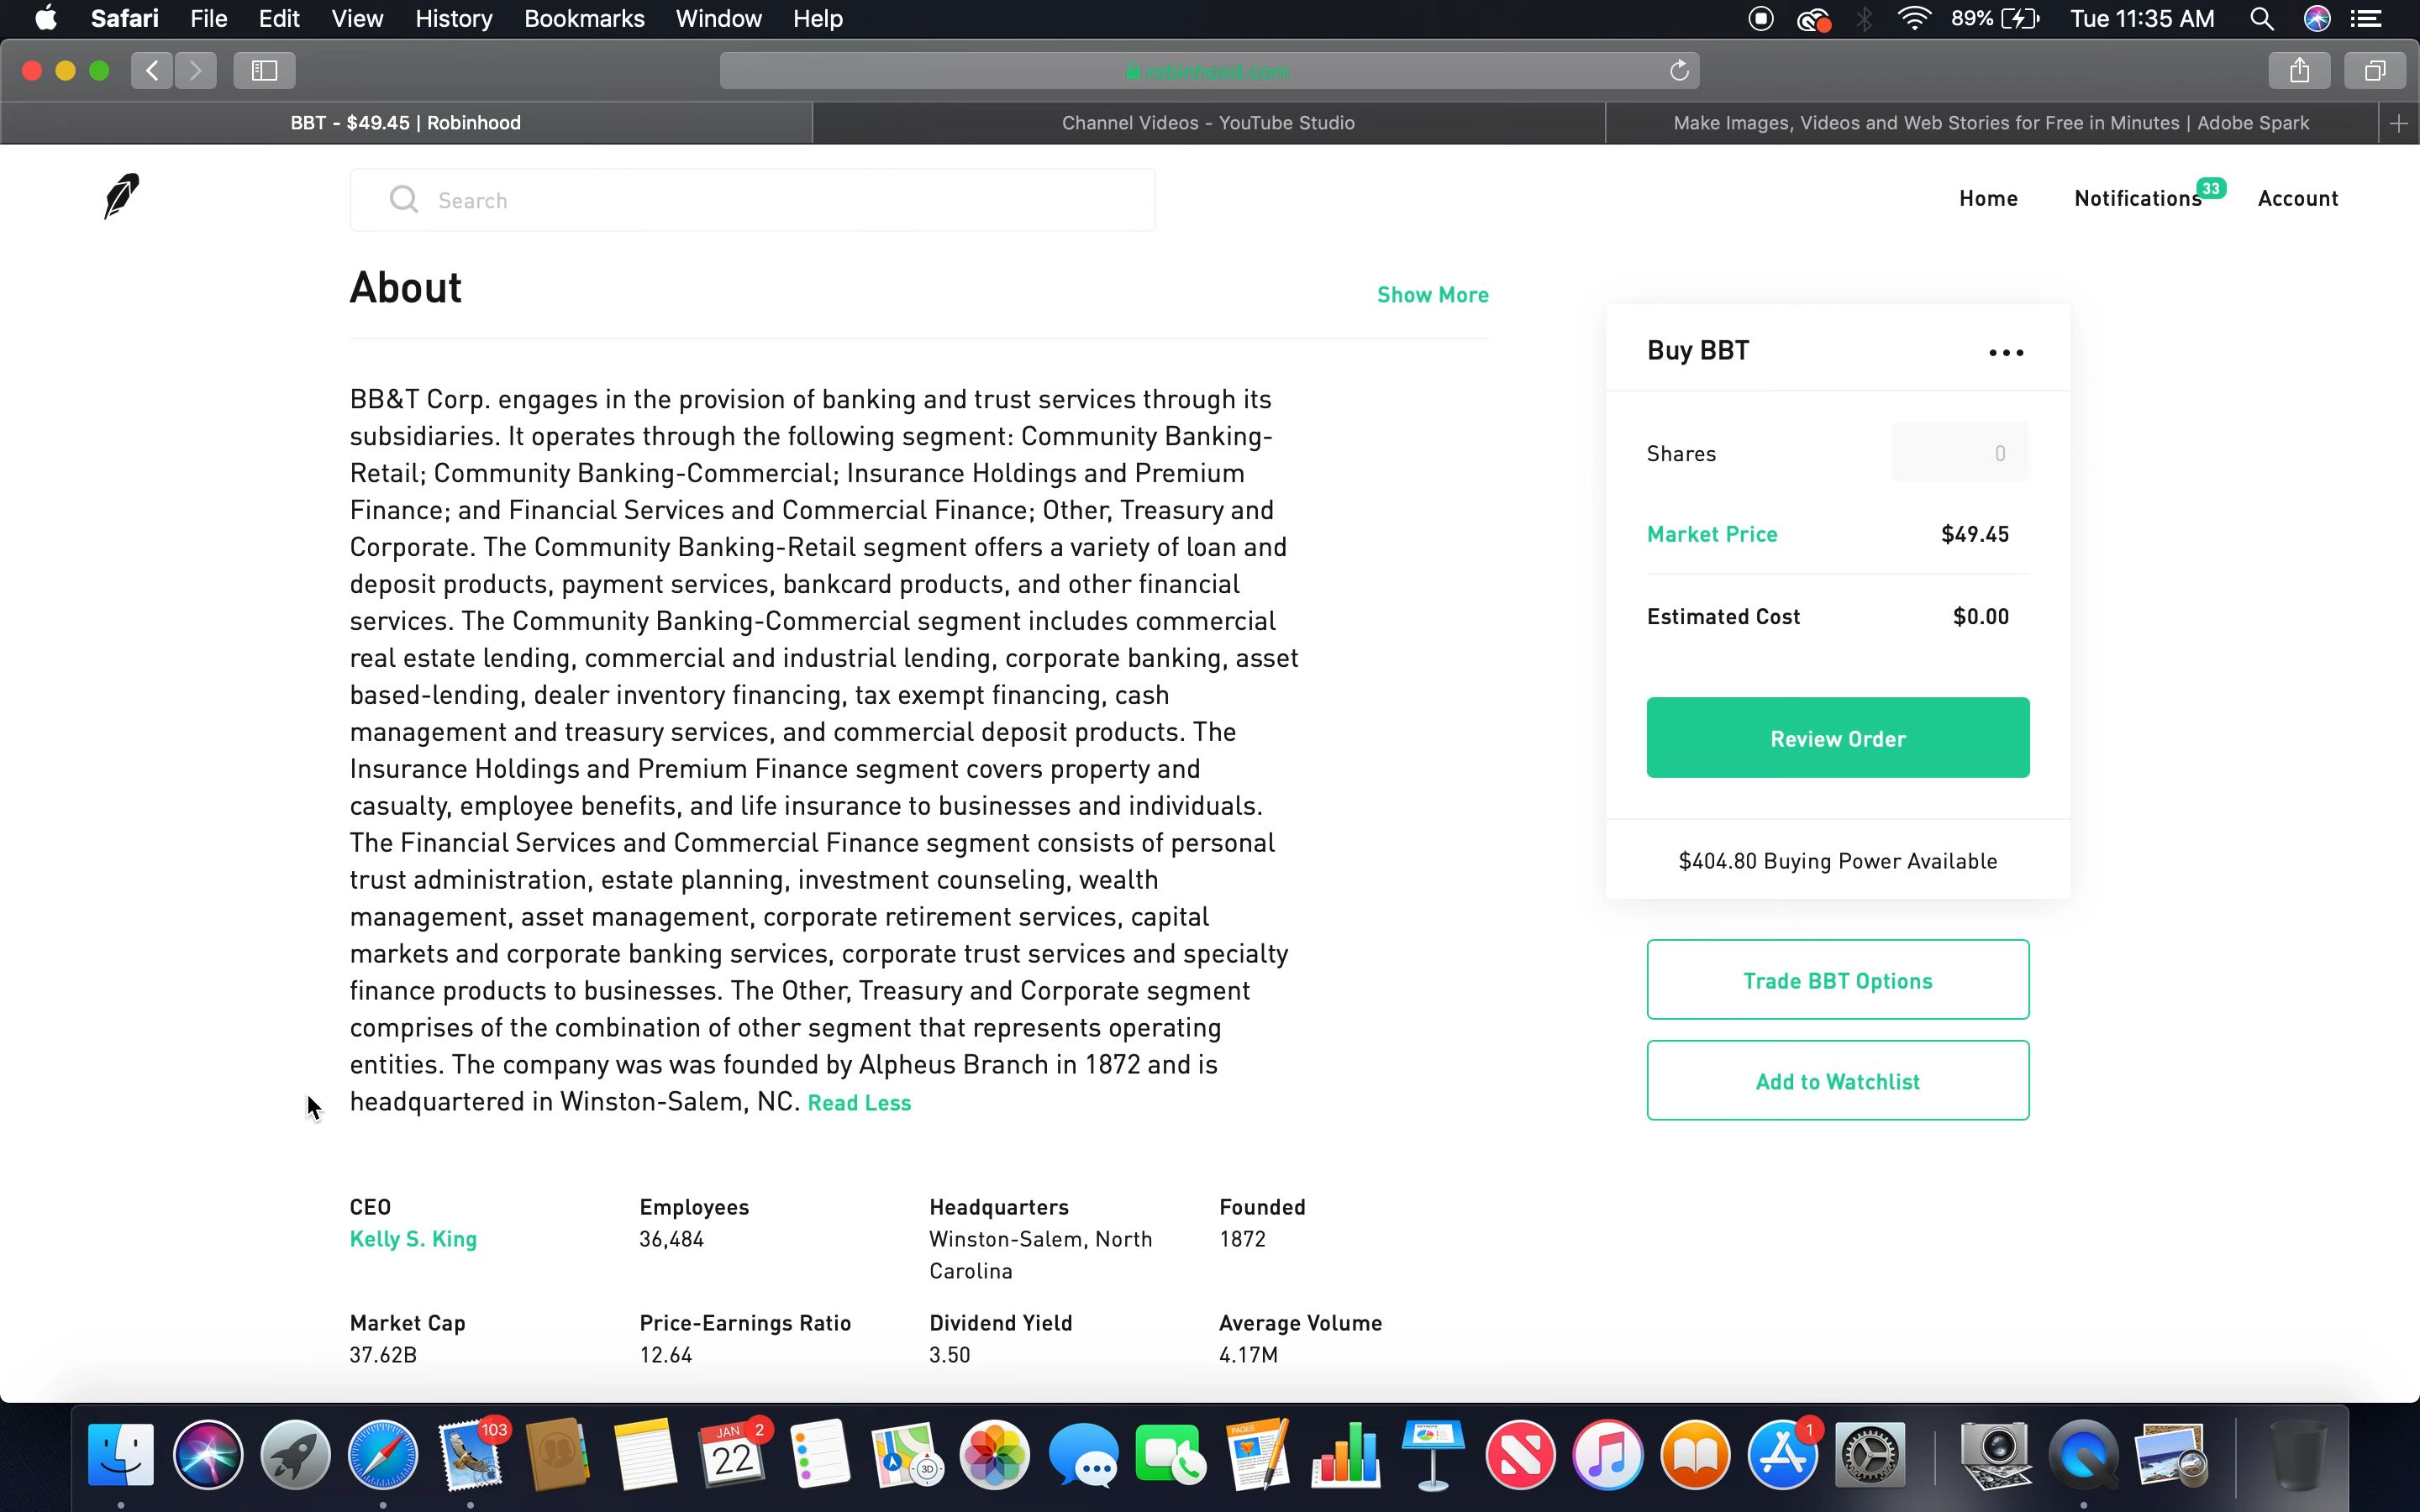 Safari File Edit View History Bookmarks Window Help 89% Tue 11:35 AM
robinhood.com
BBT - $49.45 | Robinhood Channel Videos - YouTube Studio Make Images, Videos and Web Stories for Free in Minutes | Adobe Spark
Search Home Notifications 33 Account
About Show More
BB&T Corp. engages in the provision of banking and trust services through its
subsidiaries. It operates through the following segment: Community Banking-
Retail; Community Banking-Commercial; Insurance Holdings and Premium
Finance; and Financial Services and Commercial Finance; Other, Treasury and
Corporate. The Community Banking-Retail segment offers a variety of loan and
deposit products, payment services, bankcard products, and other financial
services. The Community Banking-Commercial segment includes commercial
real estate lending, commercial and industrial lending, corporate banking, asset
based-lending, dealer inventory financing, tax exempt financing, cash
management and treasury services, and commercial deposit products. The
Insurance Holdings and Premium Finance segment covers property and
casualty, employee benefits, and life insurance to businesses and individuals.
The Financial Services and Commercial Finance segment consists of personal
trust administration, estate planning, investment counseling, wealth
management, asset management, corporate retirement services, capital
markets and corporate banking services, corporate trust services and specialty
finance products to businesses. The Other, Treasury and Corporate segment
comprises of the combination of other segment that represents operating
entities. The company was was founded by Alpheus Branch in 1872 and is
headquartered in Winston-Salem, NC. Read Less
CEO Employees Headquarters Founded
Kelly S. King 36,484 Winston-Salem, North 1872
Carolina
Market Cap Price-Earnings Ratio Dividend Yield Average Volume
37.62B 12.64 3.50 4.17M
Buy BBT
Shares 0
Market Price $49.45
Estimated Cost $0.00
Review Order
$404.80 Buying Power Available
Trade BBT Options
Add to Watchlist
103 JAN 22 2 3D PAGES 1